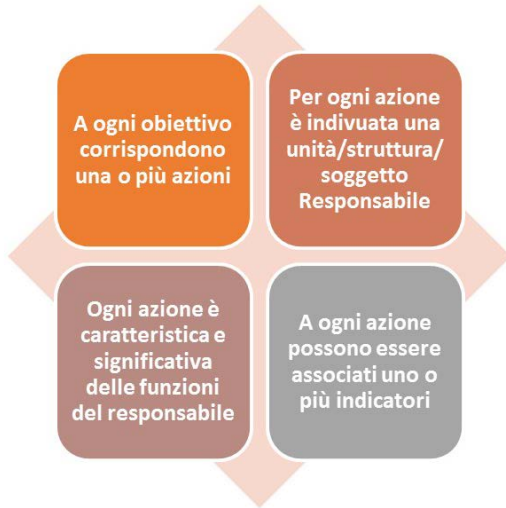 A ogni obiettivo
corrispondono
una o più azioni
Per ogni azione
è indivuata una
unità/struttura/
soggetto
Responsabile
Ogni azione è
caratteristica e
significativa
delle funzioni
del responsabile
A ogni azione
possono essere
associati uno o
più indicatori